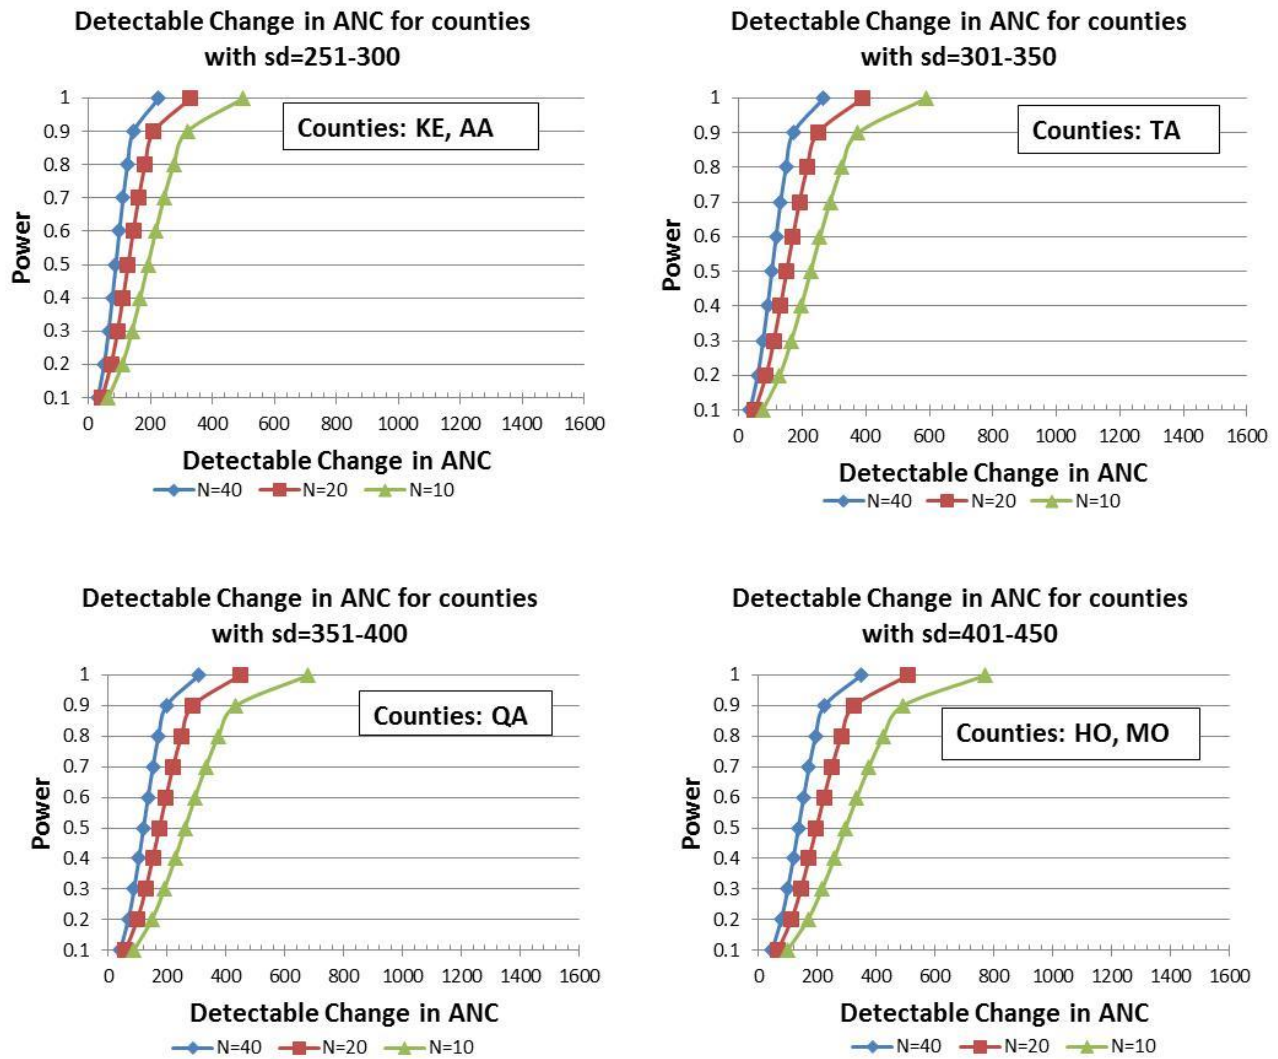 Detectable Change in ANC for counties
with sd=251-300
1
0.9
0.8
0.7
0.6
0.5
0.4
0.3
0.2
0.1
Power
Counties: KE, AA
0 200 400 600 800 1000 1200 1400 1600
Detectable Change in ANC
N=40 N=20 N=10
Detectable Change in ANC for counties
with sd=301-350
1
0.9
0.8
0.7
0.6
0.5
0.4
0.3
0.2
0.1
Power
Counties: TA
0 200 400 600 800 1000 1200 1400 1600
Detectable Change in ANC
N=40 N=20 N=10
Detectable Change in ANC for counties
with sd=351-400
1
0.9
0.8
0.7
0.6
0.5
0.4
0.3
0.2
0.1
Power
Counties: QA
0 200 400 600 800 1000 1200 1400 1600
Detectable Change in ANC
N=40 N=20 N=10
Detectable Change in ANC for counties
with sd=401-450
1
0.9
0.8
0.7
0.6
0.5
0.4
0.3
0.2
0.1
Power
Counties: HO, MO
0 200 400 600 800 1000 1200 1400 1600
Detectable Change in ANC
N=40 N=20 N=10